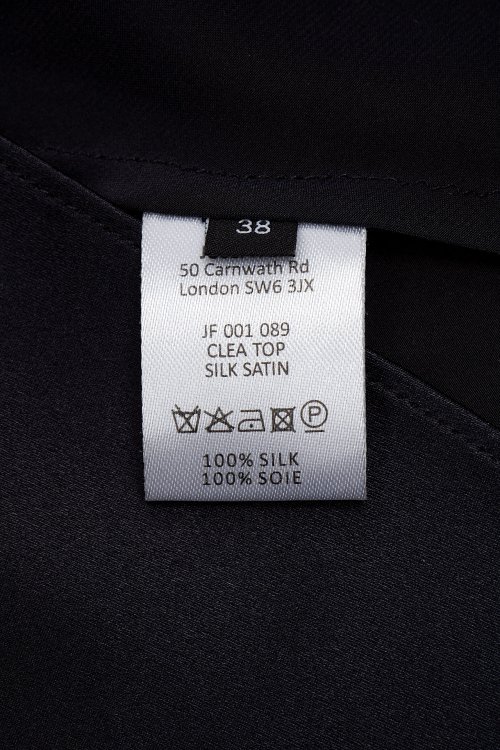 38
50 Carnwath Rd
London SW6 3JX
JF 001 089
CLEA TOP
SILK SATIN
P
100% SILK
100% SOIE